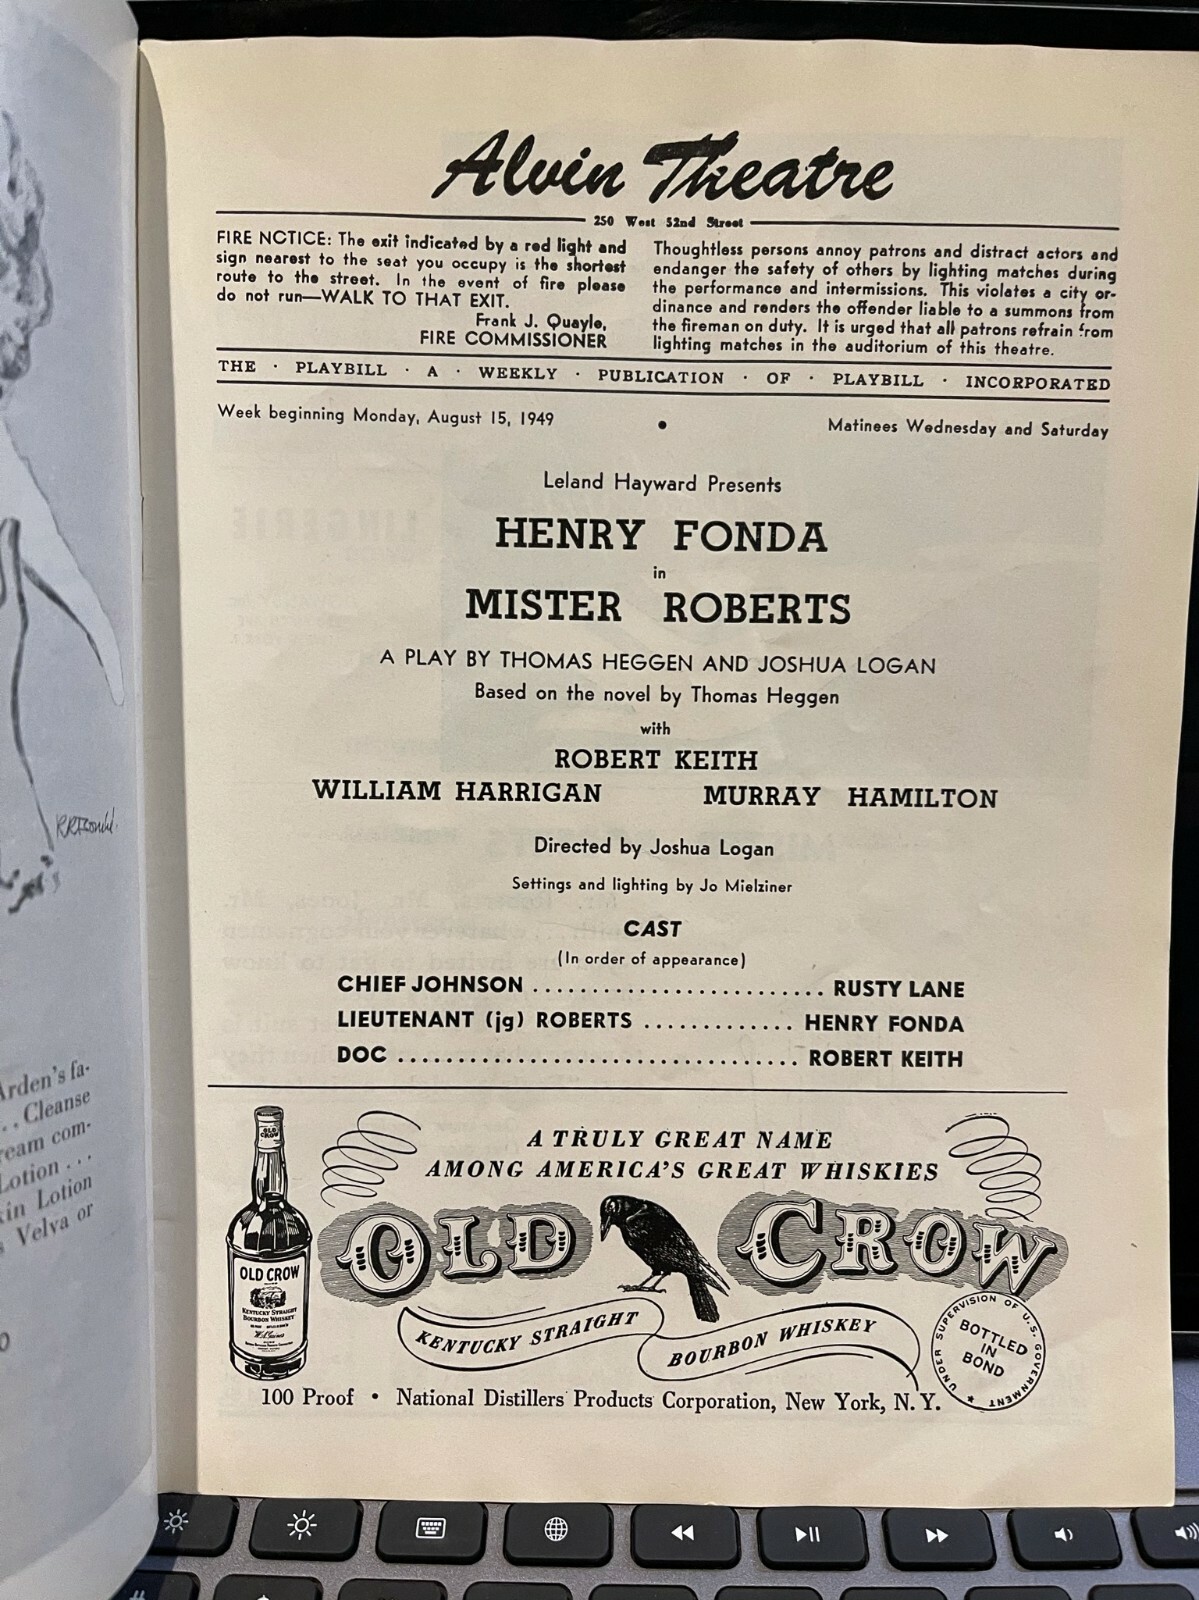 Alvin Theatre
250 West 52nd Street
FIRE NOTICE: The exit indicated by a red light and
sign nearest to the seat you occupy is the shortest
route to the street. In the event of fire please
do not run—WALK TO THAT EXIT.
Frank J. Quayle,
FIRE COMMISSIONER
Thoughtless persons annoy patrons and distract actors and
endanger the safety of others by lighting matches during
the performance and intermissions. This violates a city or-
dinance and renders the offender liable to a summons from
the fireman on duty. It is urged that all patrons refrain from
lighting matches in the auditorium of this theatre.
THE · PLAYBILL · A · WEEKLY · PUBLICATION · OF · PLAYBILL · INCORPORATED
Week beginning Monday, August 15, 1949 • Matinees Wednesday and Saturday
Leland Hayward Presents
HENRY FONDA
in
MISTER ROBERTS
A PLAY BY THOMAS HEGGEN AND JOSHUA LOGAN
Based on the novel by Thomas Heggen
with
ROBERT KEITH
WILLIAM HARRIGAN MURRAY HAMILTON
Directed by Joshua Logan
Settings and lighting by Jo Mielziner
CAST
(In order of appearance)
CHIEF JOHNSON ......................... RUSTY LANE
LIEUTENANT (jg) ROBERTS ............. HENRY FONDA
DOC .................................. ROBERT KEITH
A TRULY GREAT NAME
AMONG AMERICA'S GREAT WHISKIES
OLD CROW
KENTUCKY STRAIGHT
BOURBON WHISKEY
OLD CROW
OLD CROW
KENTUCKY STRAIGHT
BOURBON WHISKEY
UNDER SUPERVISION OF U.S. GOVERNMENT
BOTTLED
IN
BOND
100 Proof • National Distillers Products Corporation, New York, N. Y.
Arden's fa-
... Cleanse
ream com-
Lotion ...
kin Lotion
s Velva or